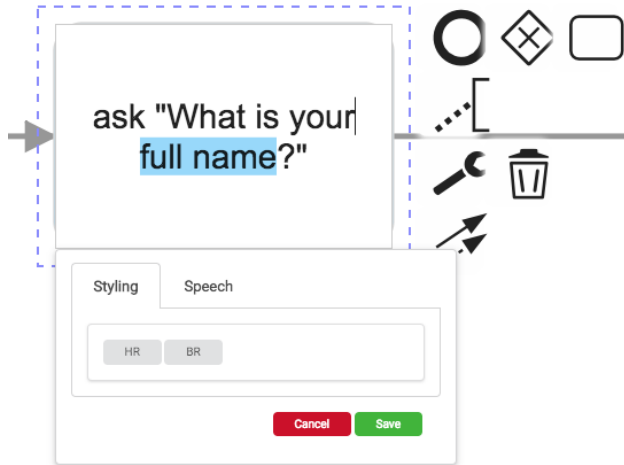 ask "What is your
full name?"
Styling Speech
HR BR
Cancel Save